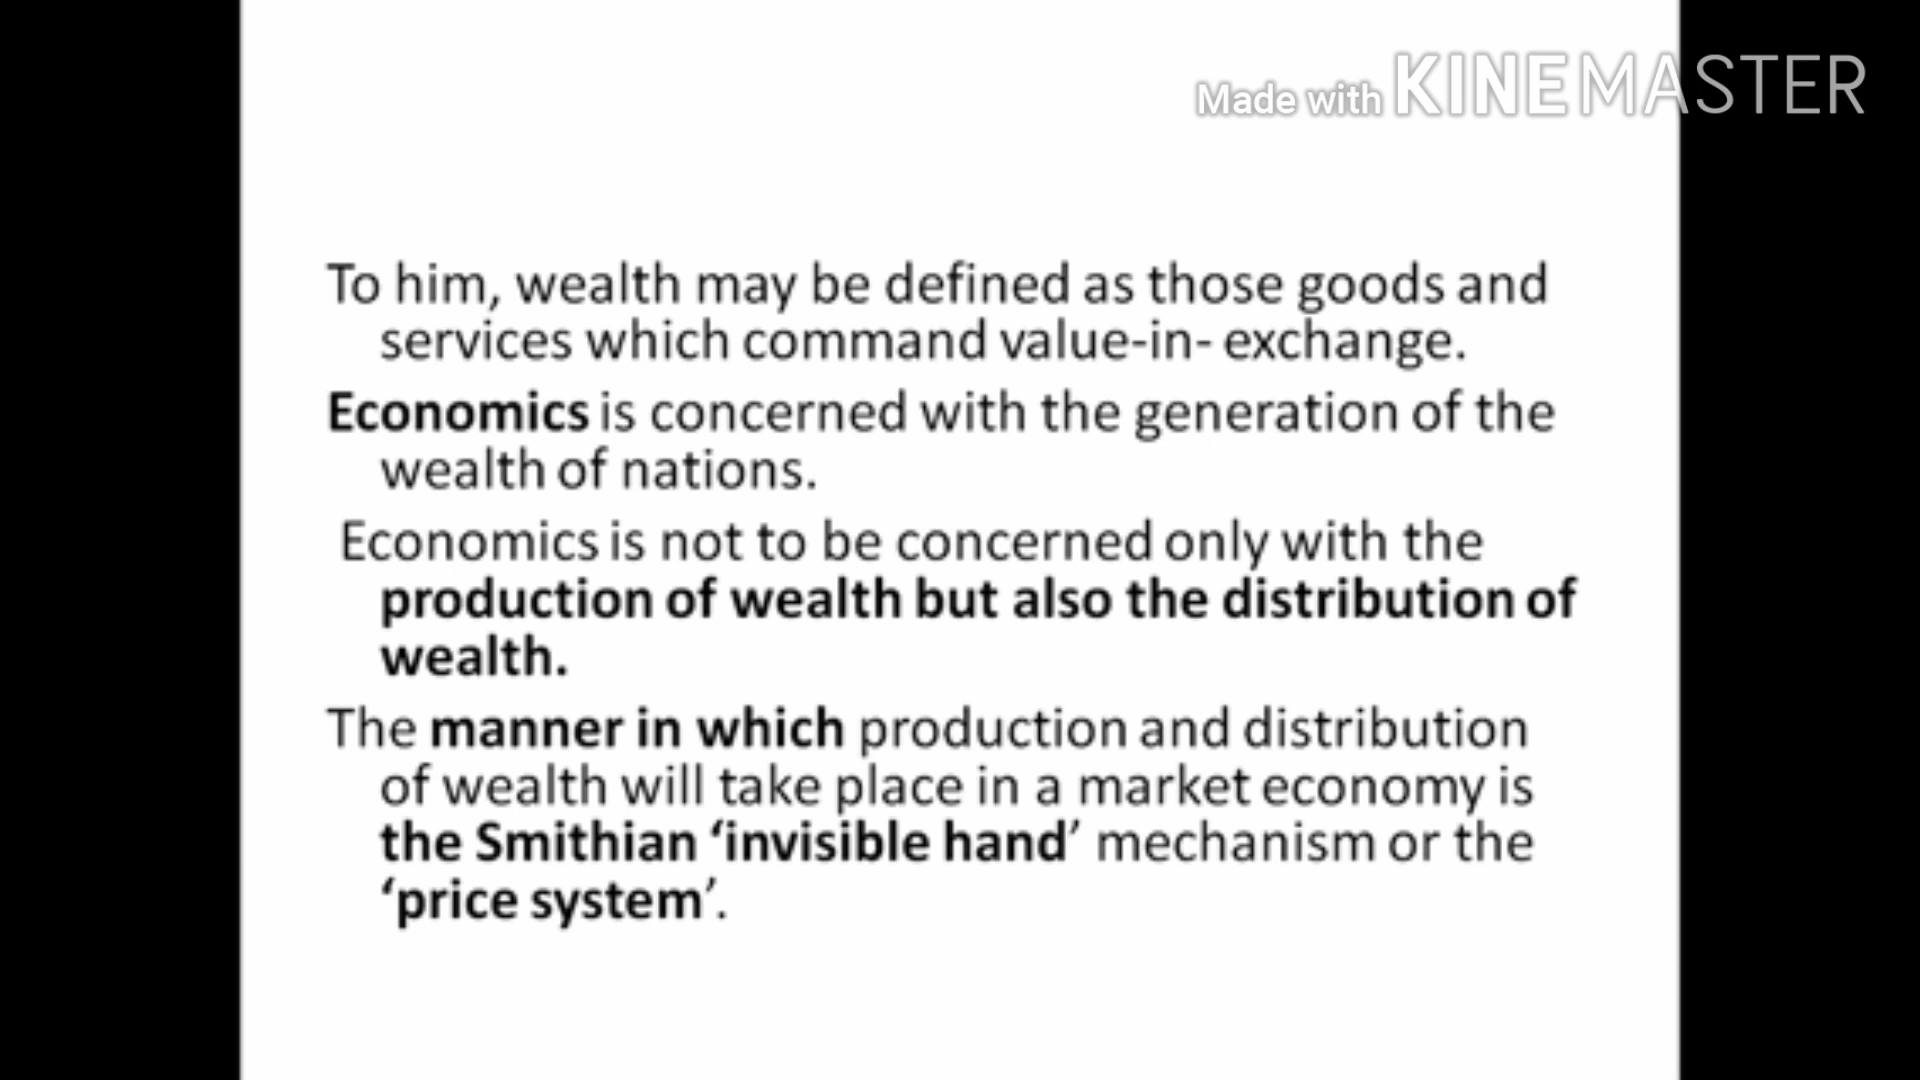 Made with KINEMASTER
To him, wealth may be defined as those goods and
services which command value-in- exchange.
Economics is concerned with the generation of the
wealth of nations.
Economics is not to be concerned only with the
production of wealth but also the distribution of
wealth.
The manner in which production and distribution
of wealth will take place in a market economy is
the Smithian ‘invisible hand’ mechanism or the
‘price system’.